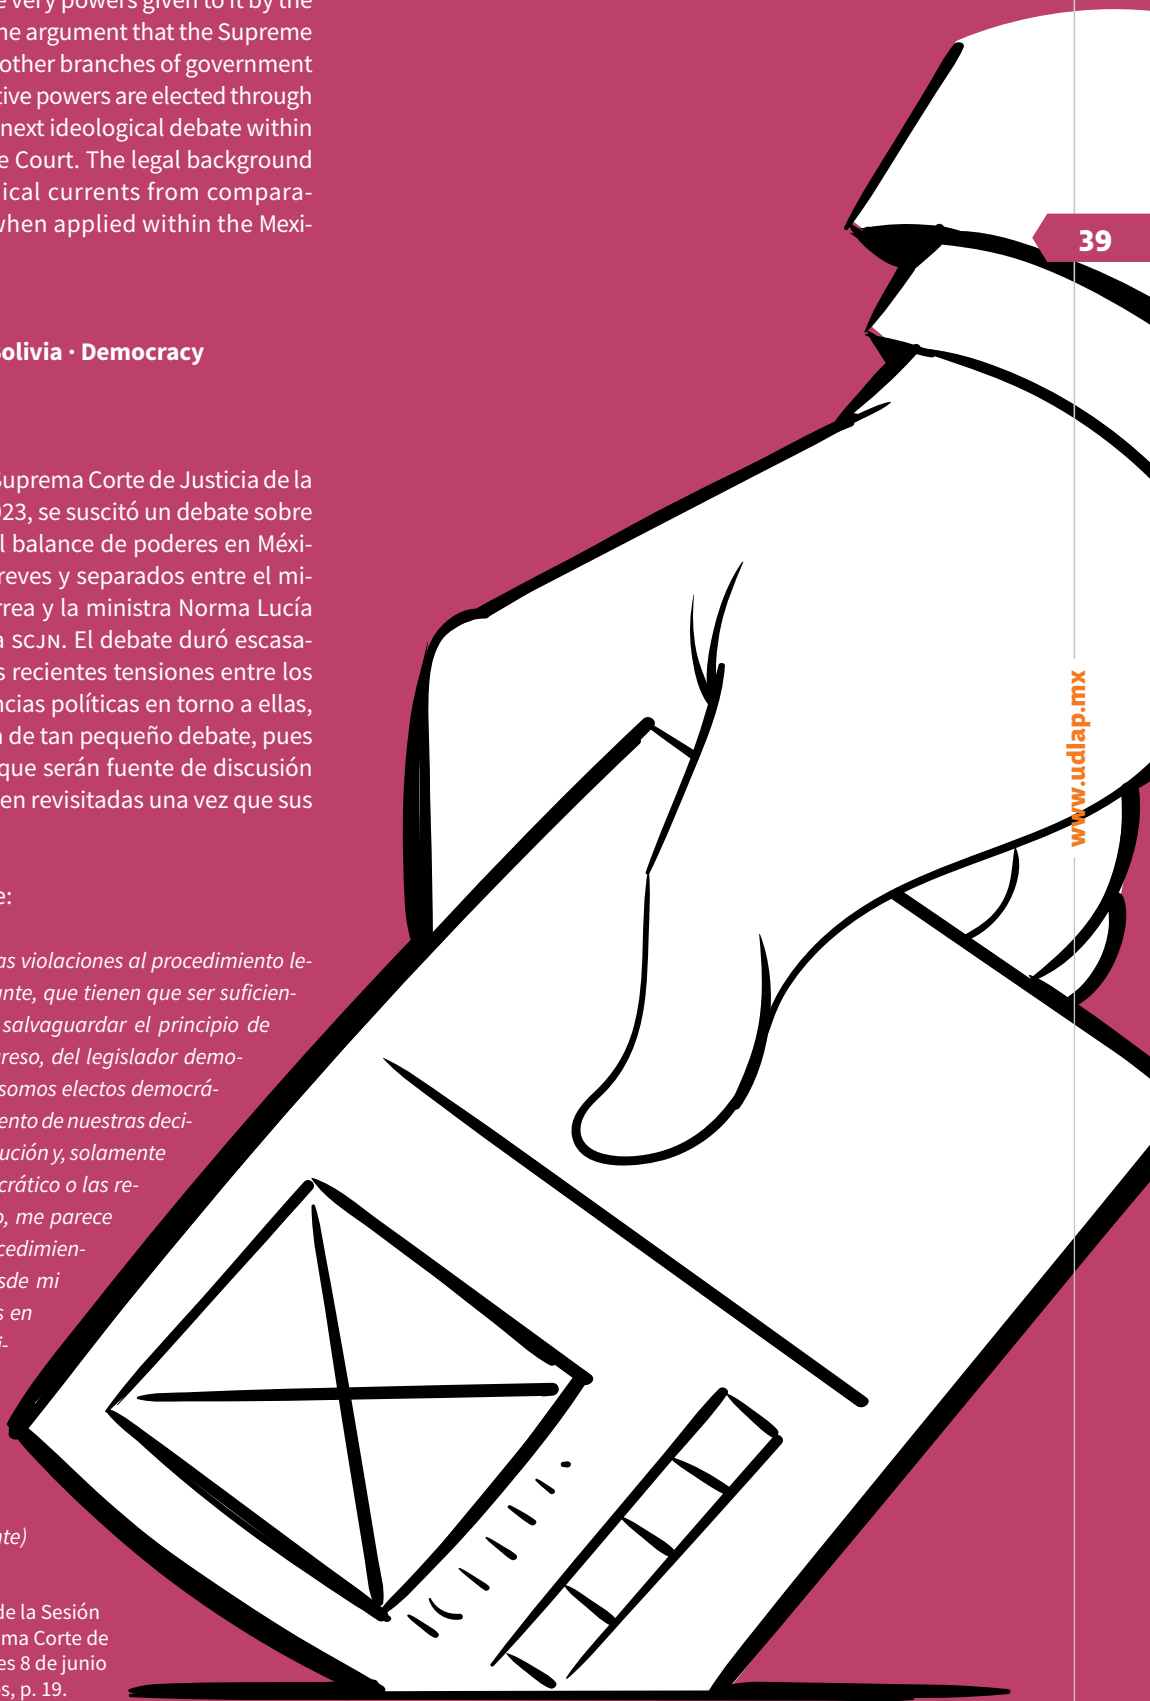 e very powers given to it by the
ne argument that the Supreme
other branches of government
tive powers are elected through
next ideological debate within
e Court. The legal background
ical currents from compara-
when applied within the Mexi-
39
olivia · Democracy
Suprema Corte de Justicia de la
023, se suscitó un debate sobre
l balance de poderes en Méxi-
reves y separados entre el mi-
rrea y la ministra Norma Lucía
a SCJN. El debate duró escasa-
s recientes tensiones entre los
ncias políticas en torno a ellas,
n de tan pequeño debate, pues
que serán fuente de discusión
en revisitadas una vez que sus
www.udlap.mx
e:
as violaciones al procedimiento le-
ante, que tienen que ser suficien-
salvaguardar el principio de
reso, del legislador demo-
somos electos democrá-
ento de nuestras deci-
ución y, solamente
crático o las re-
o, me parece
cedimien-
sde mi
s en
i-
nte)
de la Sesión
ma Corte de
es 8 de junio
s, p. 19.